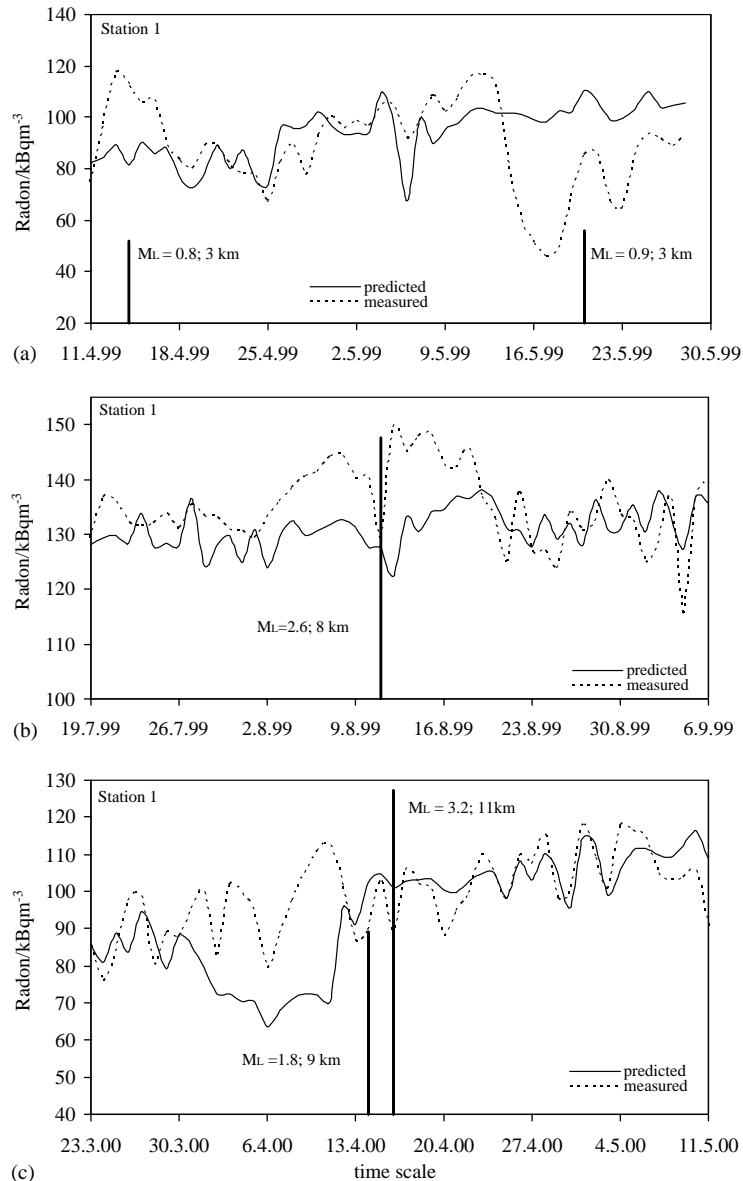 140
Station 1
120
100
80
60
40
20
Radon/kBqm-3
ML = 0.8; 3 km
ML = 0.9; 3 km
predicted
measured
(a)
11.4.99 18.4.99 25.4.99 2.5.99 9.5.99 16.5.99 23.5.99 30.5.99
Station 1
150
140
130
120
110
100
Radon/kBqm-3
ML=2.6; 8 km
predicted
measured
(b)
19.7.99 26.7.99 2.8.99 9.8.99 16.8.99 23.8.99 30.8.99 6.9.99
130
Station 1
120
110
100
90
80
70
60
50
40
Radon/kBqm-3
ML = 3.2; 11km
ML =1.8; 9 km
predicted
measured
23.3.00 30.3.00 6.4.00 13.4.00 20.4.00 27.4.00 4.5.00 11.5.00
(c)
time scale